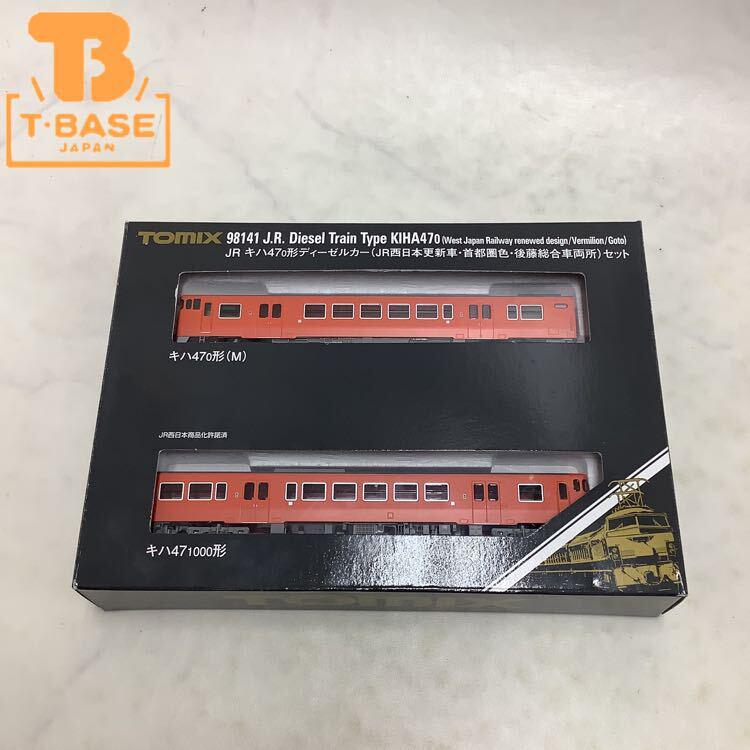 T·BASE
JAPAN
TOMIX 98141 J.R. Diesel Train Type KIHA470 (West Japan Railway renewed design/Vermilion/Goto)
JR キハ470形ディーゼルカー(JR西日本更新車・首都圏色・後藤総合車両所)セット
キハ470形(M)
JR西日本商品化許諾済
キハ471000形
TOMIX